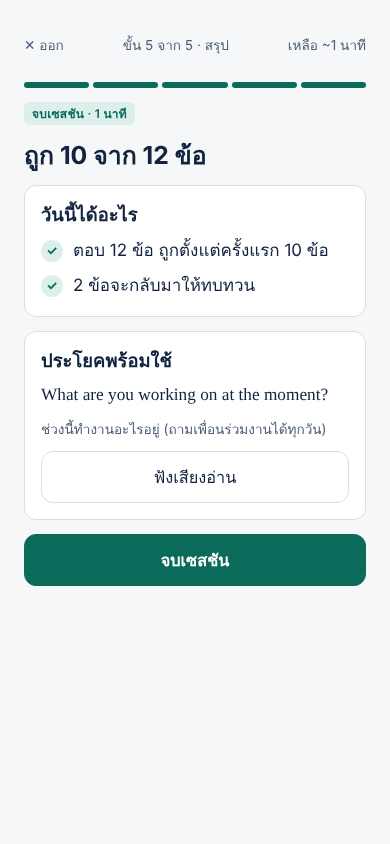 ✕ ออก
ขั้น 5 จาก 5 · สรุป
เหลือ ~1 นาที
จบเซสชัน · 1 นาที
ถูก 10 จาก 12 ข้อ
วันนี้ได้อะไร
ตอบ 12 ข้อ ถูกตั้งแต่ครั้งแรก 10 ข้อ
2 ข้อจะกลับมาให้ทบทวน
ประโยคพร้อมใช้
What are you working on at the moment?
ช่วงนี้ทำงานอะไรอยู่ (ถามเพื่อนร่วมงานได้ทุกวัน)
ฟังเสียงอ่าน
จบเซสชัน